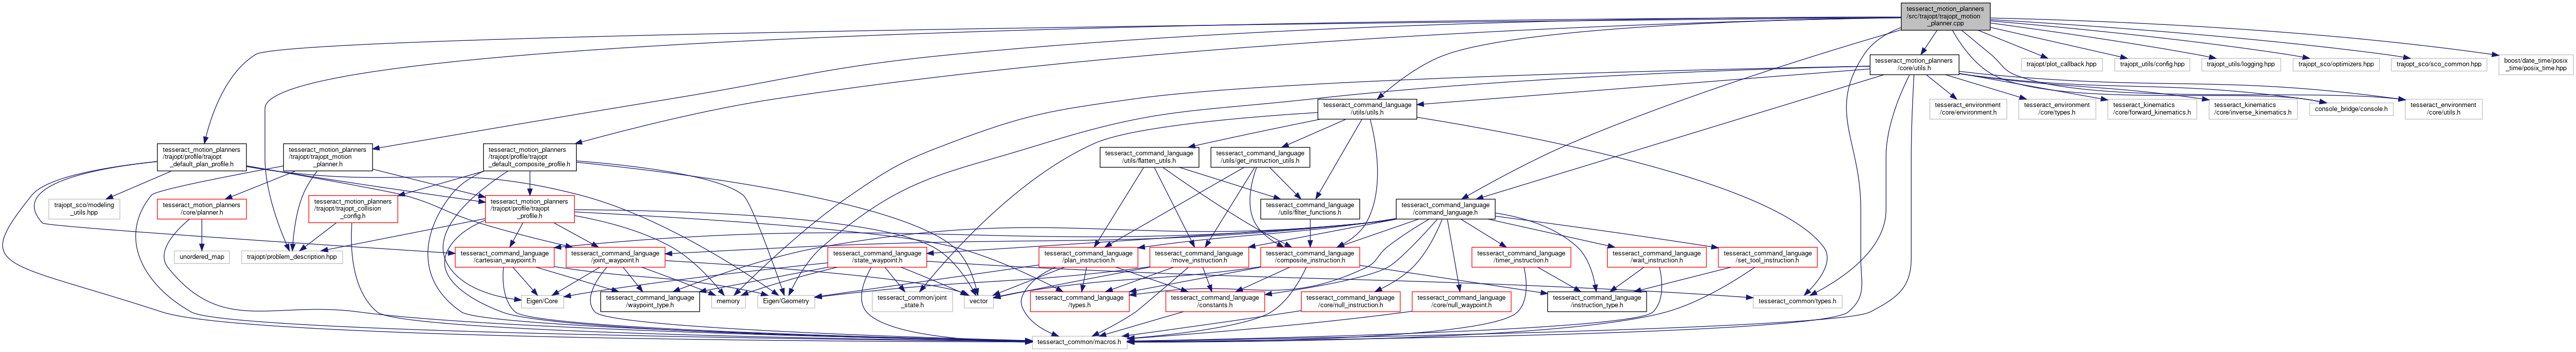 tesseract_motion_planners
/src/trajopt/trajopt_motion
_planner.cpp
tesseract_motion_planners
/core/utils.h
trajopt/plot_callback.hpp
trajopt_utils/config.hpp
trajopt_utils/logging.hpp
trajopt_sco/optimizers.hpp
trajopt_sco/sco_common.hpp
boost/date_time/posix
_time/posix_time.hpp
tesseract_command_language
/utils/utils.h
tesseract_environment
/core/environment.h
tesseract_environment
/core/types.h
tesseract_kinematics
/core/forward_kinematics.h
tesseract_kinematics
/core/inverse_kinematics.h
console_bridge/console.h
tesseract_environment
/core/utils.h
tesseract_motion_planners
/trajopt/profile/trajopt
_default_plan_profile.h
tesseract_motion_planners
/trajopt/trajopt_motion
_planner.h
tesseract_motion_planners
/trajopt/profile/trajopt
_default_composite_profile.h
tesseract_command_language
/utils/flatten_utils.h
tesseract_command_language
/utils/get_instruction_utils.h
trajopt_sco/modeling
_utils.hpp
tesseract_motion_planners
/core/planner.h
tesseract_motion_planners
/trajopt/trajopt_collision
_config.h
tesseract_motion_planners
/trajopt/profile/trajopt
_profile.h
tesseract_command_language
/utils/filter_functions.h
tesseract_command_language
/command_language.h
unordered_map
trajopt/problem_description.hpp
tesseract_command_language
/cartesian_waypoint.h
tesseract_command_language
/joint_waypoint.h
tesseract_command_language
/state_waypoint.h
tesseract_command_language
/plan_instruction.h
tesseract_command_language
/move_instruction.h
tesseract_command_language
/composite_instruction.h
tesseract_command_language
/timer_instruction.h
tesseract_command_language
/wait_instruction.h
tesseract_command_language
/set_tool_instruction.h
Eigen/Core
tesseract_command_language
/waypoint_type.h
memory
Eigen/Geometry
tesseract_common/joint
_state.h
vector
tesseract_command_language
/types.h
tesseract_command_language
/constants.h
tesseract_command_language
/core/null_instruction.h
tesseract_command_language
/core/null_waypoint.h
tesseract_command_language
/instruction_type.h
tesseract_common/types.h
tesseract_common/macros.h